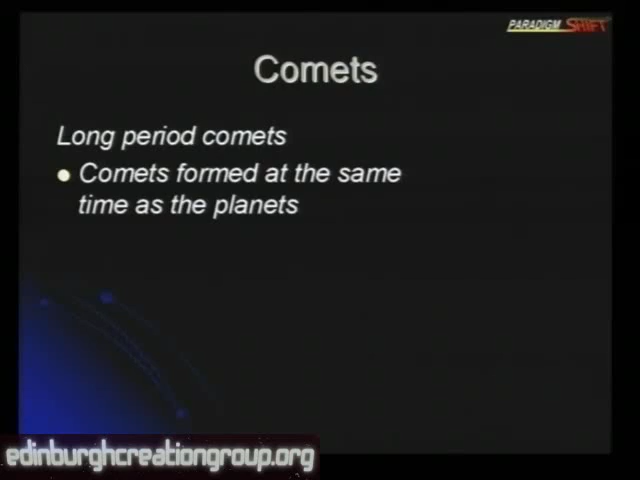 PARADIGM SHIFT
Comets
Long period comets
Comets formed at the same
time as the planets
edinburghcreationgroup.org